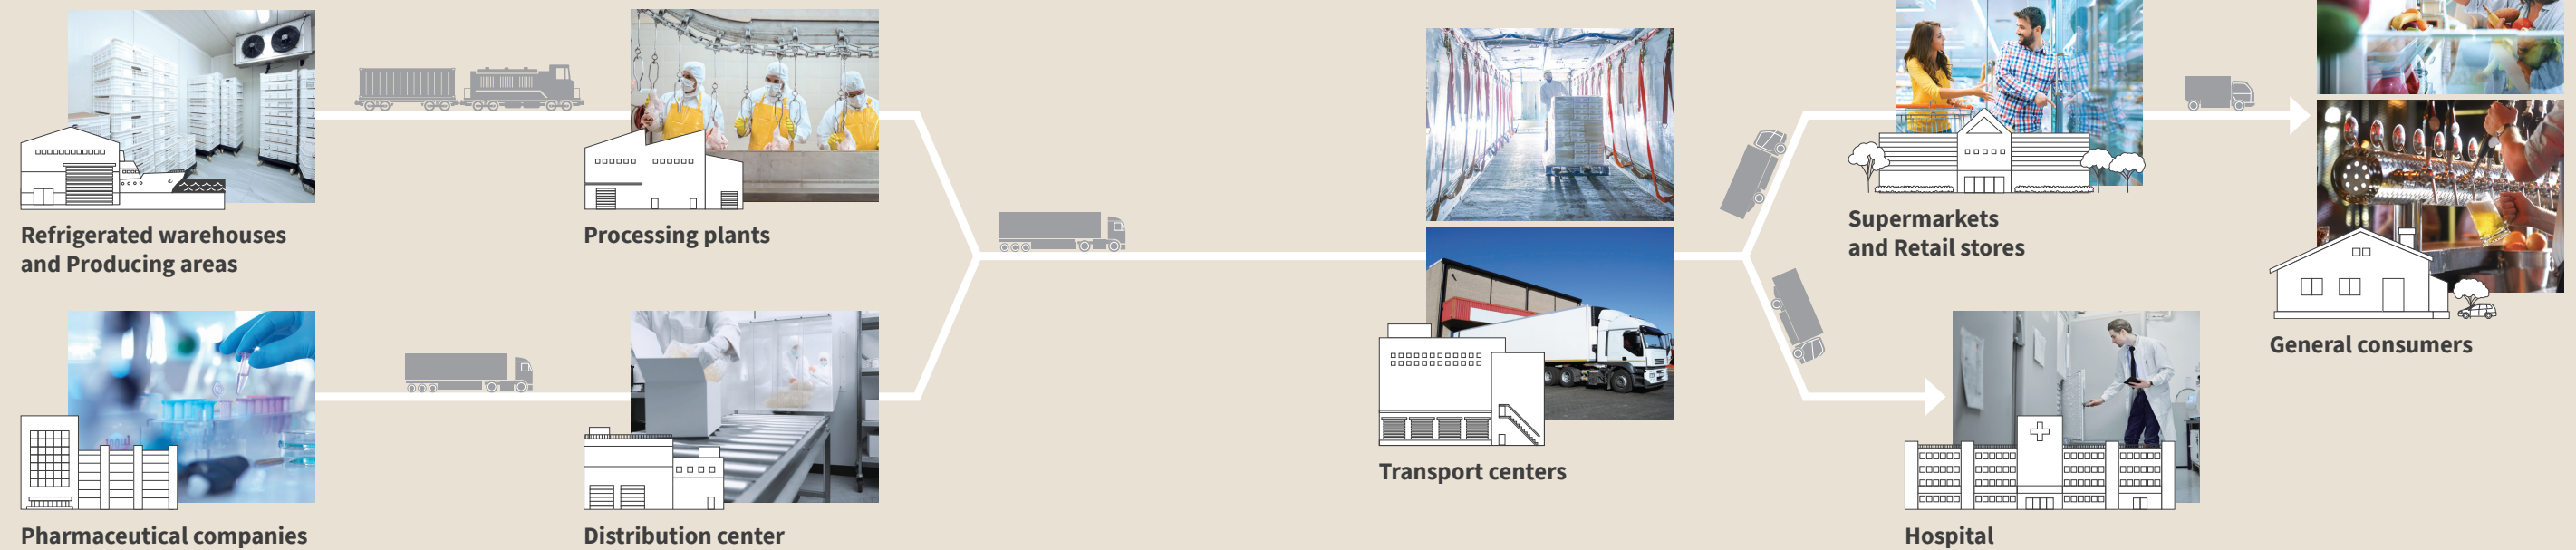 Refrigerated warehouses
and Producing areas
Processing plants
Supermarkets
and Retail stores
General consumers
Transport centers
Pharmaceutical companies
Distribution center
Hospital